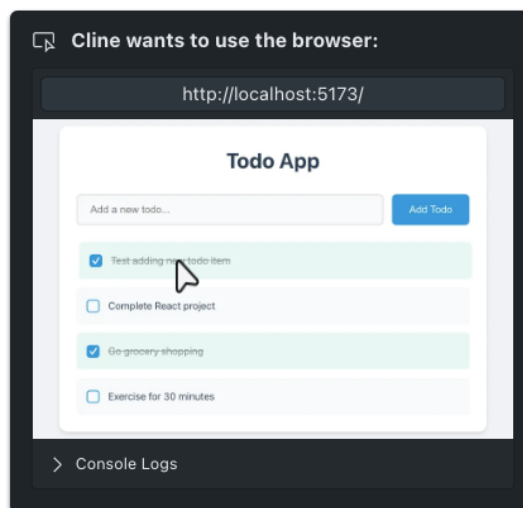 Cline wants to use the browser:
http://localhost:5173/
Todo App
Add a new todo...
Add Todo
Test adding new todo item
Complete React project
Go grocery shopping
Exercise for 30 minutes
Console Logs